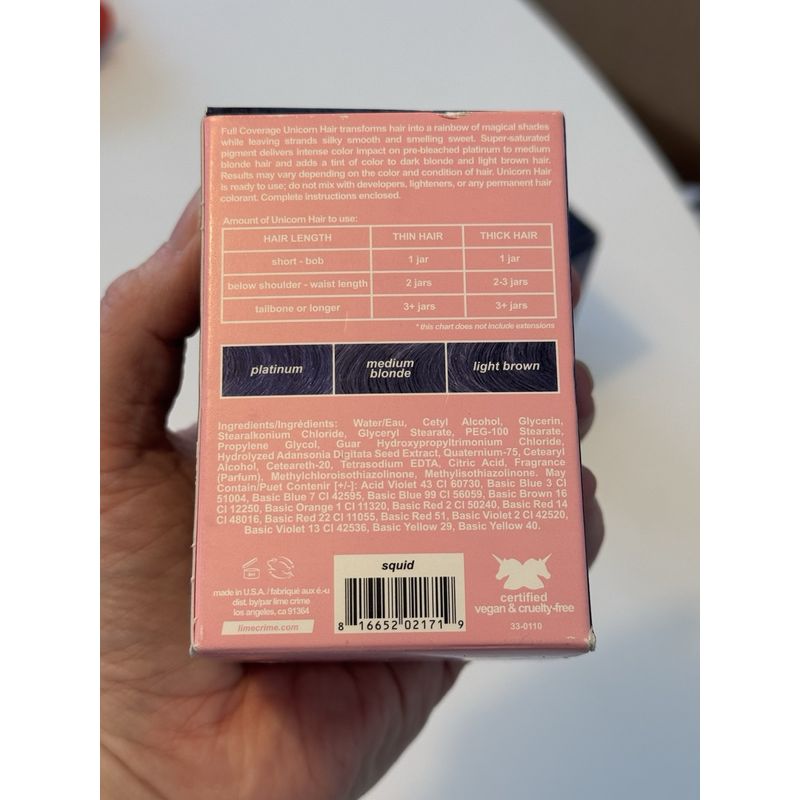 Full Coverage Unicorn Hair transforms hair into a rainbow of magical shades
while leaving strands silky smooth and smelling sweet. Super-saturated
pigment delivers intense color impact on pre-bleached platinum to medium
blonde hair and adds a tint of color to dark blonde and light brown hair.
Results may vary depending on the color and condition of hair. Unicorn Hair
is ready to use; do not mix with developers, lighteners, or any permanent hair
colorant. Complete instructions enclosed.
Amount of Unicorn Hair to use:
HAIR LENGTH THIN HAIR THICK HAIR
short - bob 1 jar 1 jar
below shoulder - waist length 2 jars 2-3 jars
tailbone or longer 3+ jars 3+ jars
* this chart does not include extensions
platinum medium blonde light brown
Ingredients/Ingrédients: Water/Eau, Cetyl Alcohol, Glycerin,
Stearalkonium Chloride, Glyceryl Stearate, PEG-100 Stearate,
Propylene Glycol, Guar Hydroxypropyltrimonium Chloride,
Hydrolyzed Adansonia Digitata Seed Extract, Quaternium-75, Cetearyl
Alcohol, Ceteareth-20, Tetrasodium EDTA, Citric Acid, Fragrance
(Parfum), Methylchloroisothiazolinone, Methylisothiazolinone. May
Contain/Puet Contenir [+/-]: Acid Violet 43 CI 60730, Basic Blue 3 CI
51004, Basic Blue 7 CI 42595, Basic Blue 99 CI 56059, Basic Brown 16
CI 12250, Basic Orange 1 CI 11320, Basic Red 2 CI 50240, Basic Red 14
CI 48016, Basic Red 22 CI 11055, Basic Red 51, Basic Violet 2 CI 42520,
Basic Violet 13 CI 42536, Basic Yellow 29, Basic Yellow 40.
squid
made in U.S.A. / fabriqué aux é.-u
dist. by/par lime crime
los angeles, ca 91364
limecrime.com
8 16652 02171 9
certified
vegan & cruelty-free
33-0110